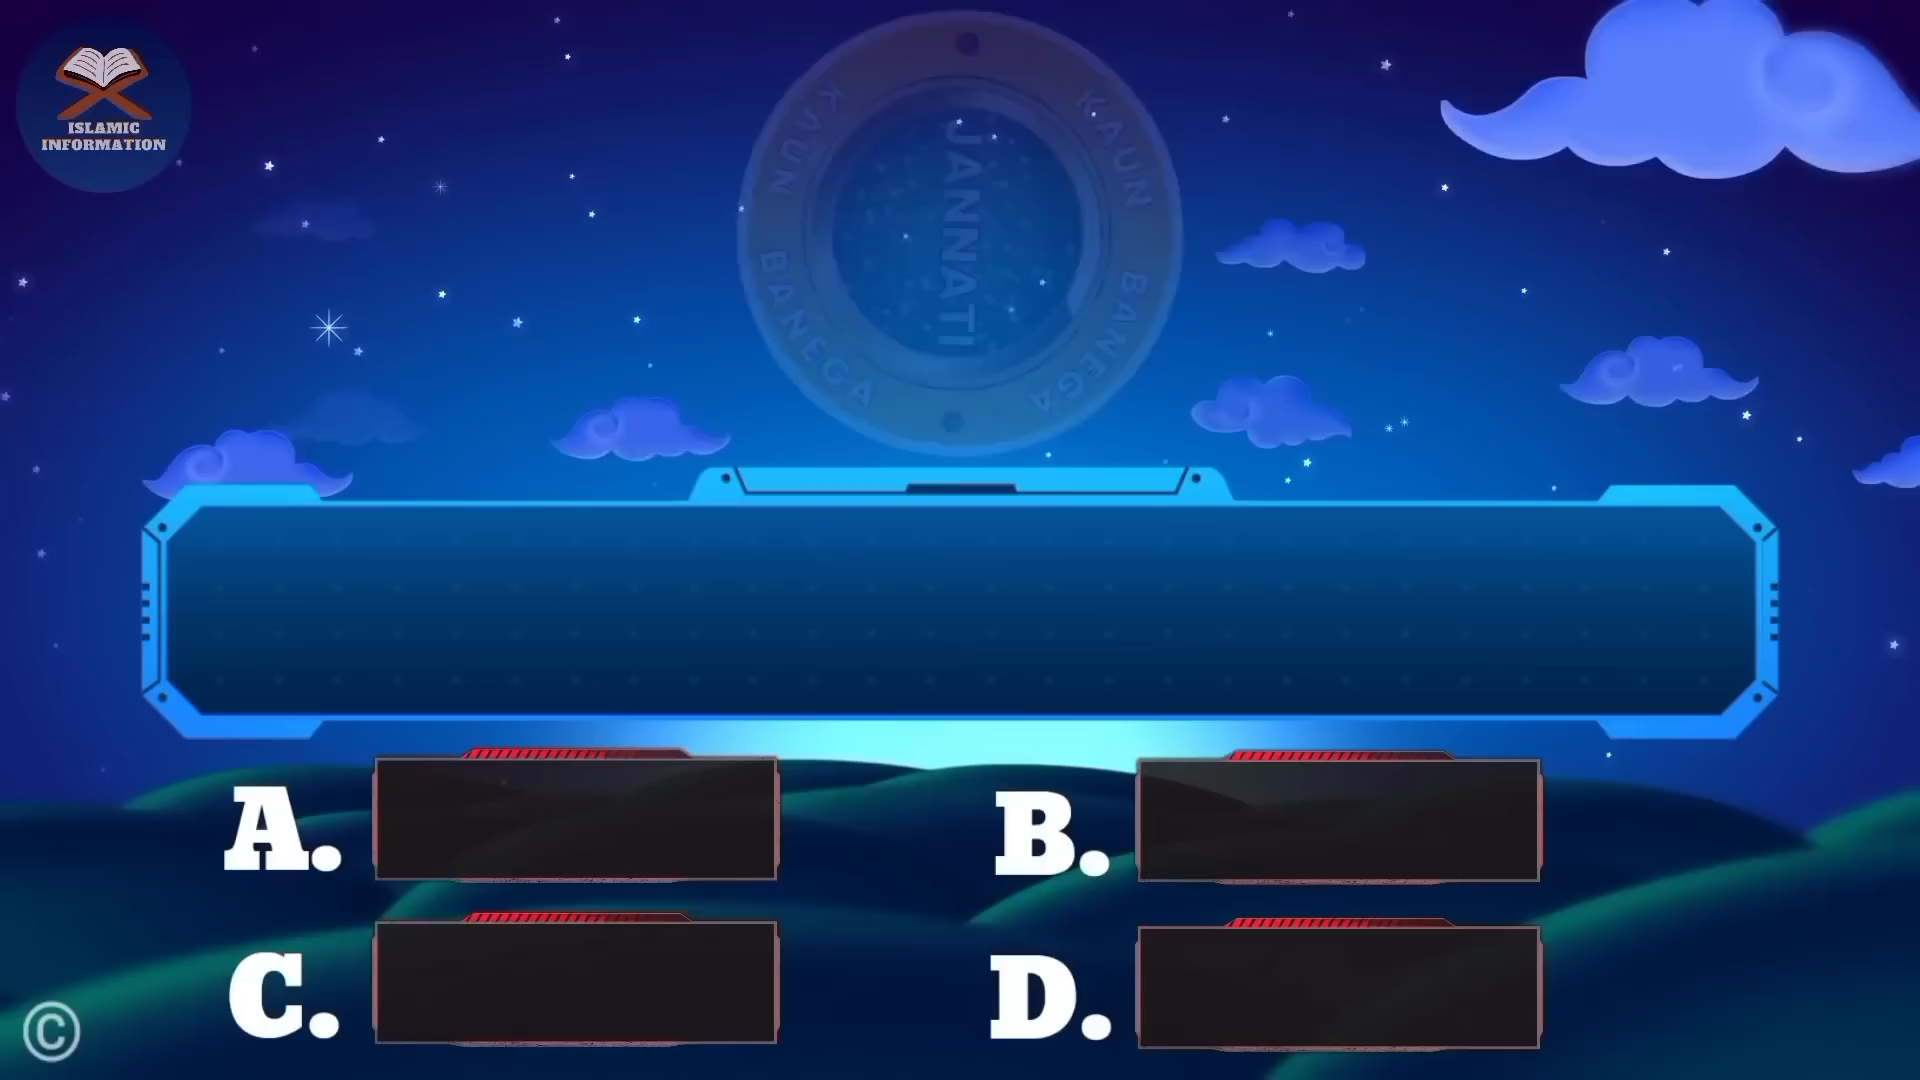 ISLAMIC
INFORMATION
KAUN
KAUN
JANNATI
BANEGA
BANEGA
A.
B.
C.
D.
©